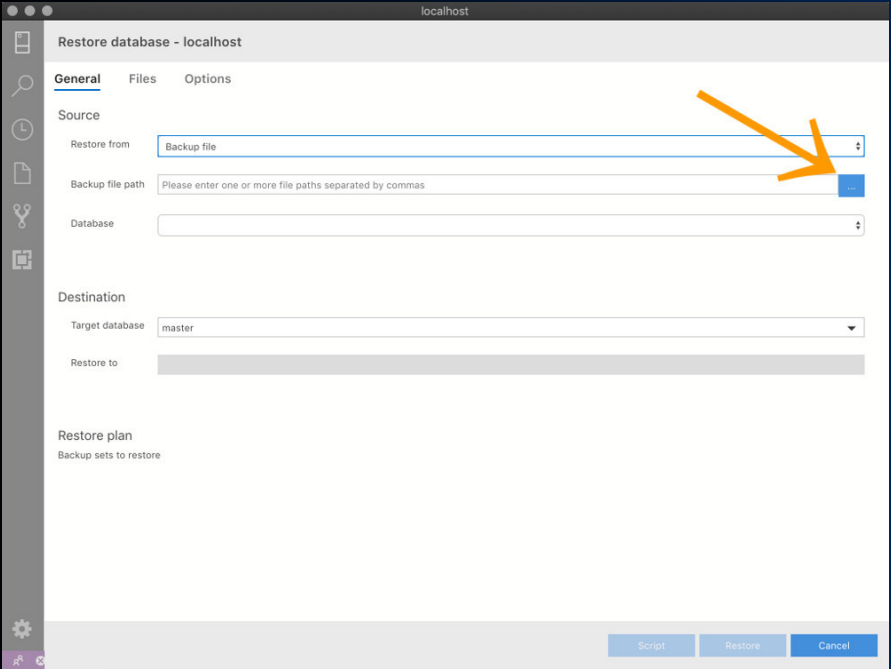 localhost
Restore database - localhost
General Files Options
Source
Restore from Backup file
Backup file path Please enter one or more file paths separated by commas ...
Database
Destination
Target database master
Restore to
Restore plan
Backup sets to restore
Script Restore Cancel